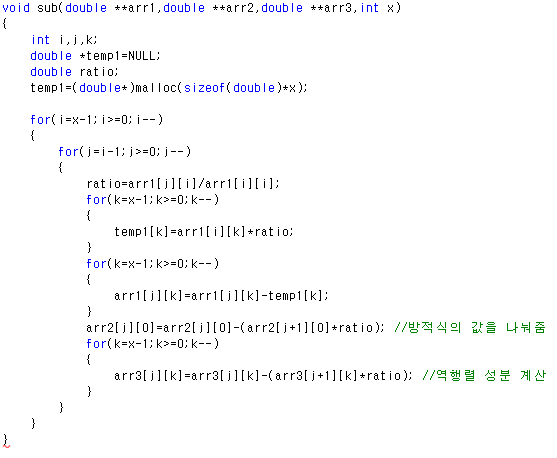 void sub(double **arr1,double **arr2,double **arr3,int x)
{
    int i,j,k;
    double *temp1=NULL;
    double ratio;
    temp1=(double*)malloc(sizeof(double)*x);

    for(i=x-1;i>=0;i--)
    {
        for(j=i-1;j>=0;j--)
        {
            ratio=arr1[j][i]/arr1[i][i];
            for(k=x-1;k>=0;k--)
            {
                temp1[k]=arr1[i][k]*ratio;
            }
            for(k=x-1;k>=0;k--)
            {
                arr1[j][k]=arr1[j][k]-temp1[k];
            }
            arr2[j][0]=arr2[j][0]-(arr2[j+1][0]*ratio); //방적식의 값을 나눠줌
            for(k=x-1;k>=0;k--)
            {
                arr3[j][k]=arr3[j][k]-(arr3[j+1][k]*ratio); //역행렬 성분 계산
            }
        }
    }
}